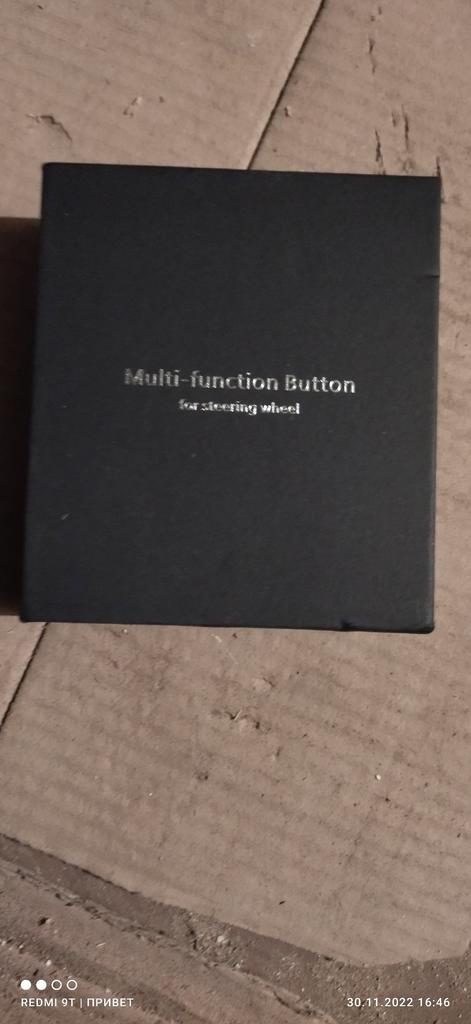 Multi-function Button
for steering wheel
REDMI 9T | ПРИВЕТ
30.11.2022 16:46